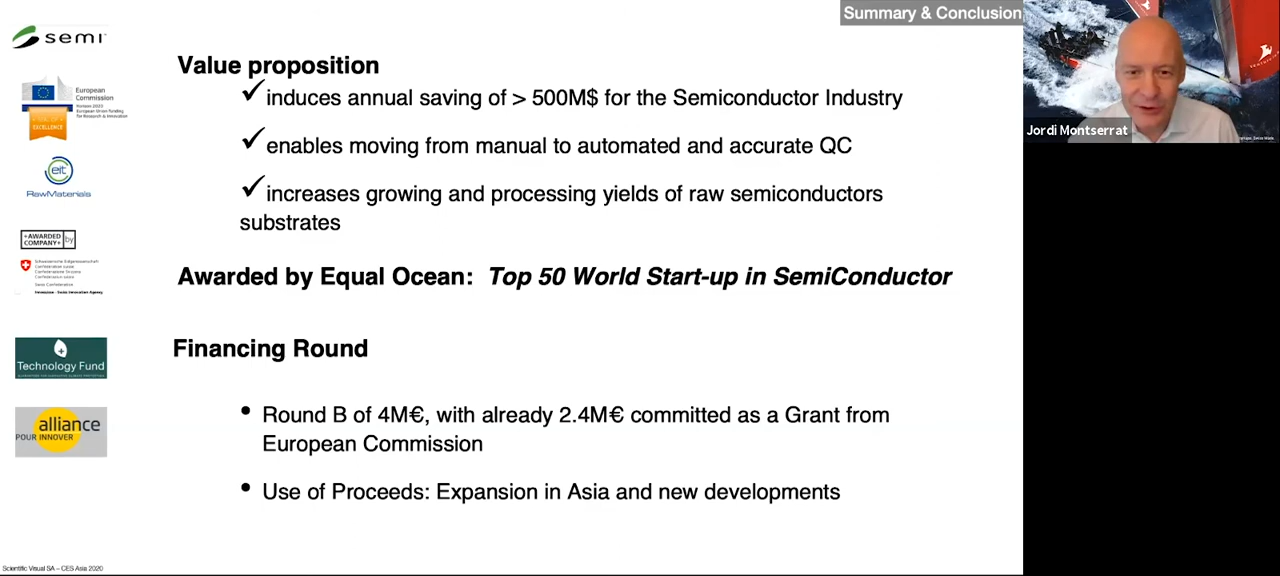 Summary & Conclusion
semi
Value proposition
✓induces annual saving of > 500M$ for the Semiconductor Industry
European
Commission
✓enables moving from manual to automated and accurate QC
eit
RawMaterials
✓increases growing and processing yields of raw semiconductors
substrates
+AWARDED
COMPANY+ by
Awarded by Equal Ocean: Top 50 World Start-up in SemiConductor
Financing Round
Technology Fund
• Round B of 4M€, with already 2.4M€ committed as a Grant from
European Commission
alliance
POUR INNOVER
• Use of Proceeds: Expansion in Asia and new developments
Scientific Visual SA – CES Asia 2020
Jordi Montserrat